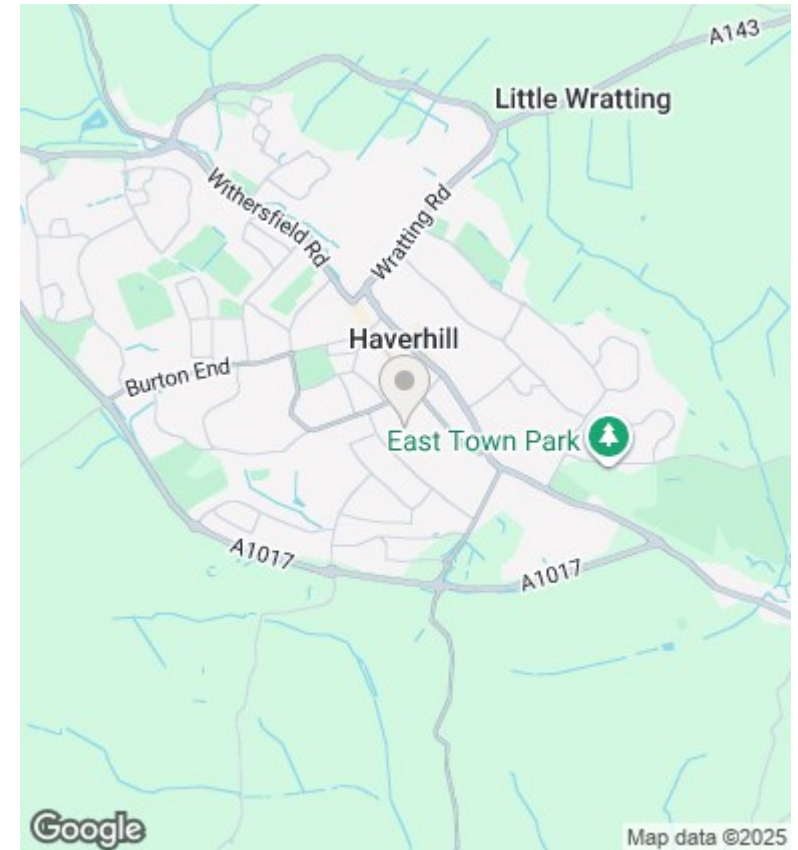 A143
Little Wratting
Withersfield Rd
Wratting Rd
Haverhill
Burton End
East Town Park
A1017
A1017
Google
Map data ©2025